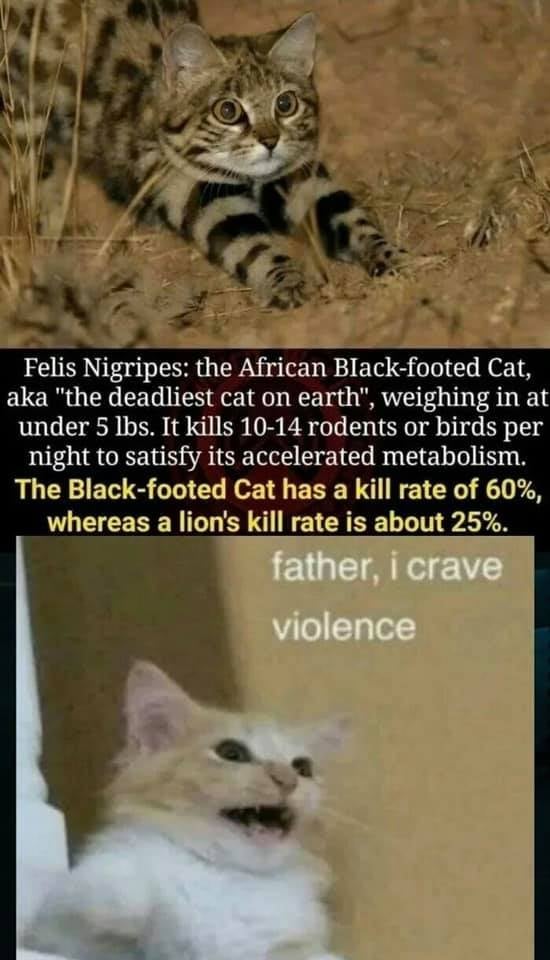 Felis Nigripes: the African Black-footed Cat,
aka "the deadliest cat on earth", weighing in at
under 5 lbs. It kills 10-14 rodents or birds per
night to satisfy its accelerated metabolism.
The Black-footed Cat has a kill rate of 60%,
whereas a lion's kill rate is about 25%.
father, i crave
violence